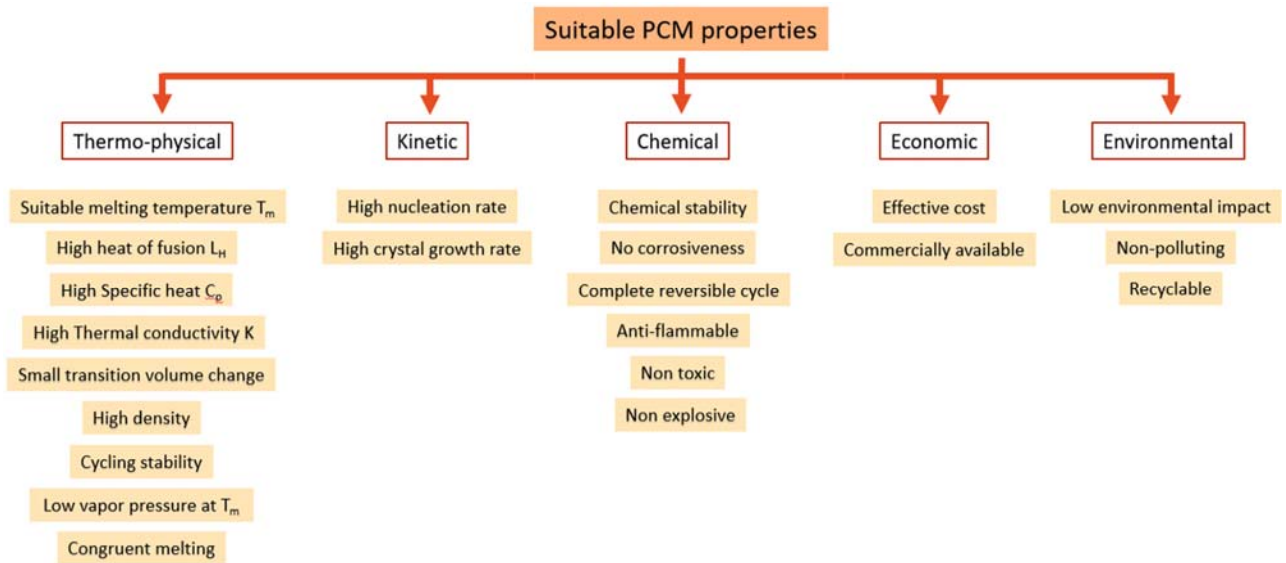 Suitable PCM properties
Thermo-physical
Kinetic
Chemical
Economic
Environmental
Suitable melting temperature Tm
High heat of fusion LH
High Specific heat Cp
High Thermal conductivity K
Small transition volume change
High density
Cycling stability
Low vapor pressure at Tm
Congruent melting
High nucleation rate
High crystal growth rate
Chemical stability
No corrosiveness
Complete reversible cycle
Anti-flammable
Non toxic
Non explosive
Effective cost
Commercially available
Low environmental impact
Non-polluting
Recyclable